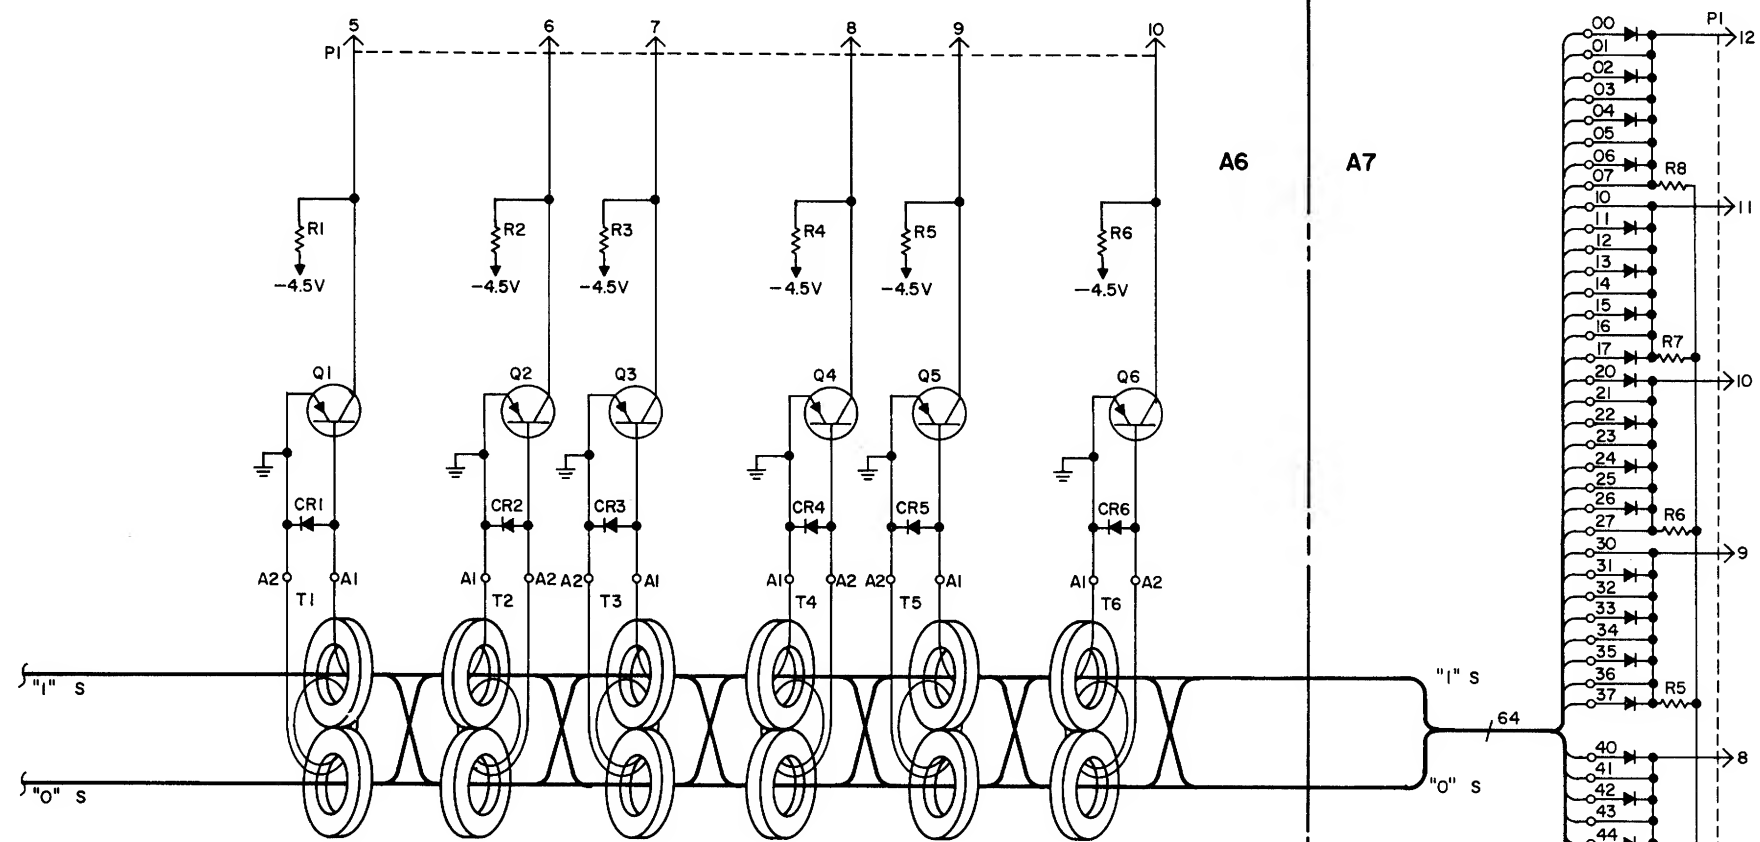 5 6 7 8 9 10
P1
A6 A7
R1 R2 R3 R4 R5 R6
-4.5V -4.5V -4.5V -4.5V -4.5V -4.5V
Q1 Q2 Q3 Q4 Q5 Q6
CR1 CR2 CR3 CR4 CR5 CR6
A2 A1 A1 A2 A2 A1 A1 A2 A2 A1 A1 A2
T1 T2 T3 T4 T5 T6
"1" S "1" S
"0" S "0" S
64
P1
00 12
01
02
03
04
05
06
07 R8
10 11
11
12
13
14
15
16
17 R7
20 10
21
22
23
24
25
26
27 R6
30 9
31
32
33
34
35
36
37 R5
40 8
41
42
43
44